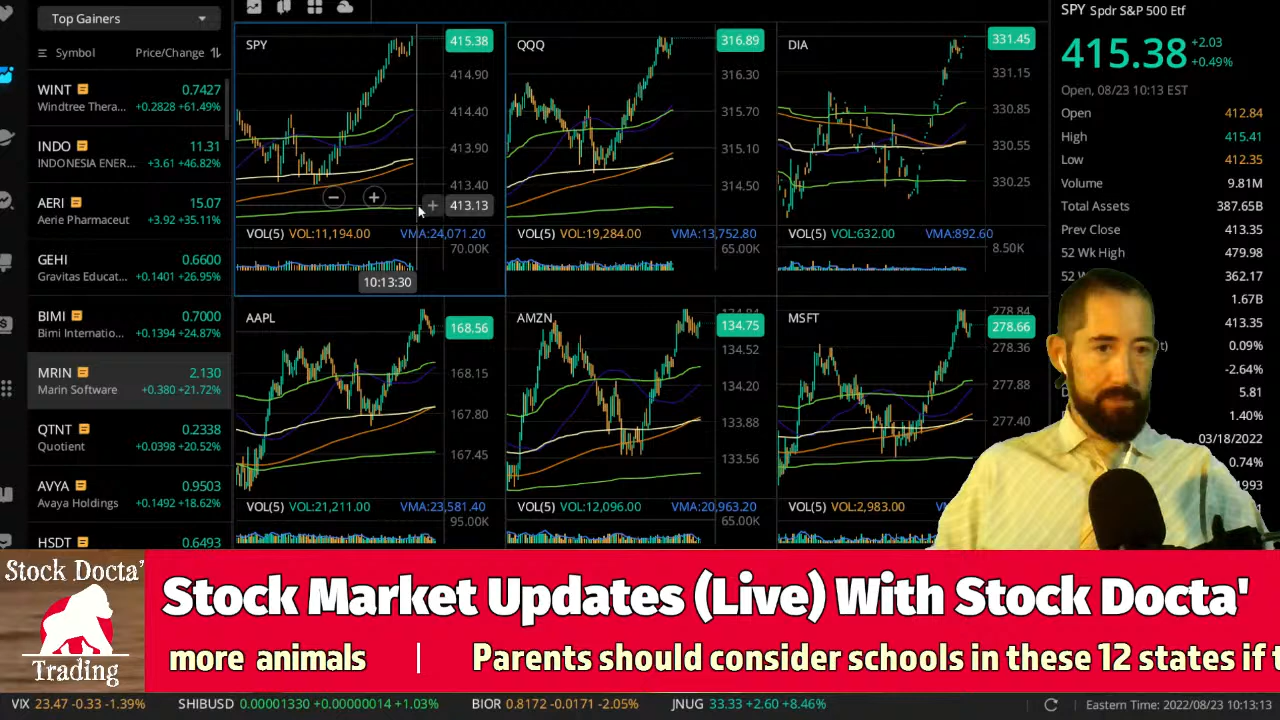 Top Gainers
Symbol Price/Change
WINT 0.7427
Windtree Thera... +0.2828 +61.49%
INDO 11.31
INDONESIA ENER... +3.61 +46.82%
AERI 15.07
Aerie Pharmaceut +3.92 +35.11%
GEHI 0.6600
Gravitas Educat... +0.1401 +26.95%
BIMI 0.7000
Bimi Internatio... +0.1394 +24.87%
MRIN 2.130
Marin Software +0.380 +21.72%
QTNT 0.2338
Quotient +0.0398 +20.52%
AVYA 0.9503
Avaya Holdings +0.1492 +18.62%
HSDT 0.6493
SPY 415.38
414.90
414.40
413.90
413.40
413.13
VOL(5) VOL:11,194.00 VMA:24,071.20
70.00K
10:13:30
QQQ 316.89
316.30
315.70
315.10
314.50
VOL(5) VOL:19,284.00 VMA:13,752.80
65.00K
DIA 331.45
331.15
330.85
330.55
330.25
VOL(5) VOL:632.00 VMA:892.60
8.50K
AAPL 168.56
168.15
167.80
167.45
VOL(5) VOL:21,211.00 VMA:23,581.40
95.00K
AMZN 134.75
134.52
134.20
133.88
133.56
VOL(5) VOL:12,096.00 VMA:20,963.20
65.00K
MSFT 278.84
278.66
278.36
277.88
277.40
VOL(5) VOL:2,983.00
SPY Spdr S&P 500 Etf
415.38 +2.03
+0.49%
Open, 08/23 10:13 EST
Open 412.84
High 415.41
Low 412.35
Volume 9.81M
Total Assets 387.65B
Prev Close 413.35
52 Wk High 479.98
52 W 362.17
1.67B
413.35
t) 0.09%
-2.64%
5.81
1.40%
03/18/2022
0.74%
1993
Stock Docta'
Trading
Stock Market Updates (Live) With Stock Docta'
more animals | Parents should consider schools in these 12 states if t
VIX 23.47 -0.33 -1.39% SHIBUSD 0.00001330 +0.00000014 +1.03% BIOR 0.8192 -0.0171 -2.05% JNUG 33.33 +2.60 +8.46% Eastern Time: 2022/08/23 10:13:13